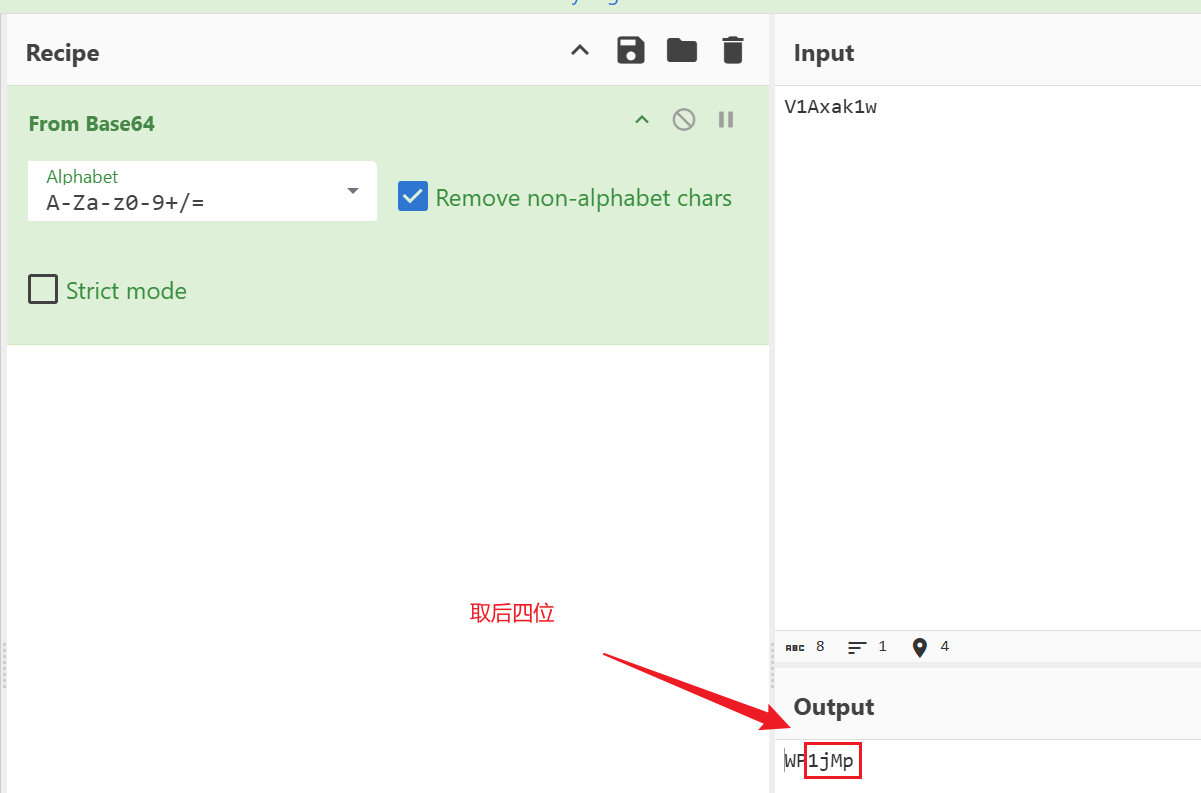 Recipe
Input
From Base64
Alphabet
A-Za-z0-9+/=
Remove non-alphabet chars
Strict mode
V1Axak1w
取后四位
ABC 8 1 4
Output
WP1jMp